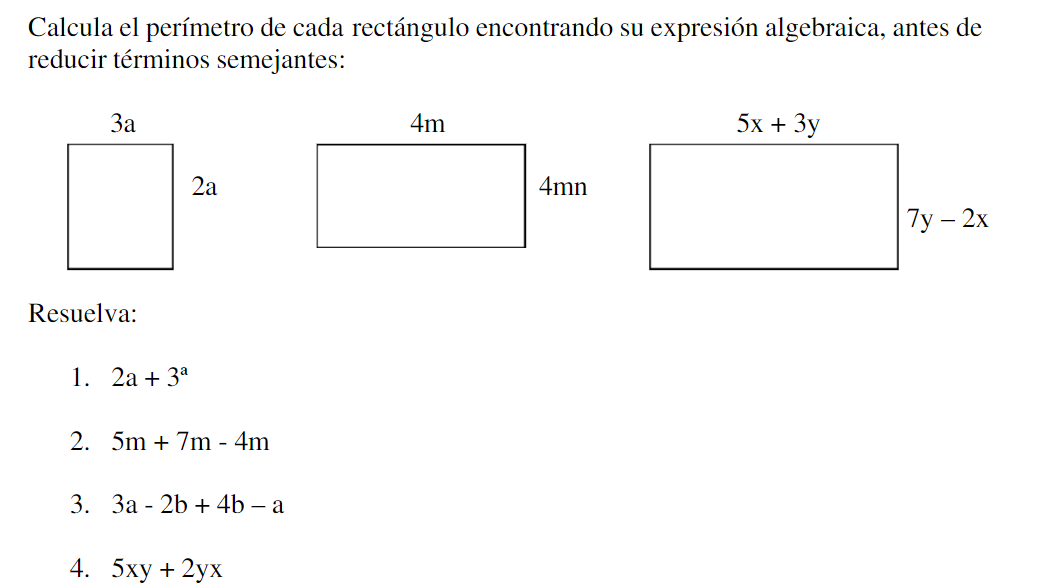 Calcula el perímetro de cada rectángulo encontrando su expresión algebraica, antes de
reducir términos semejantes:
3a
4m
5x + 3y
2a
4mn
7y – 2x
Resuelva:
1. 2a + 3ª
2. 5m + 7m - 4m
3. 3a - 2b + 4b – a
4. 5xy + 2yx